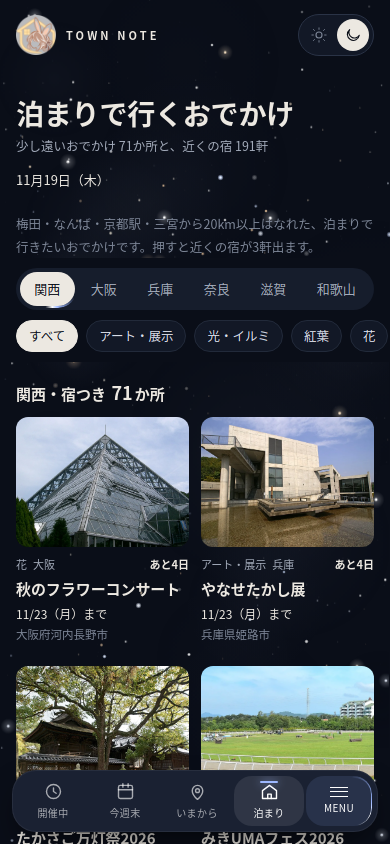 TOWN NOTE
泊まりで行くおでかけ
少し遠いおでかけ 71か所と、近くの宿 191軒
11月19日（木）
梅田・なんば・京都駅・三宮から20km以上はなれた、泊まりで
行きたいおでかけです。押すと近くの宿が3軒出ます。
関西 大阪 兵庫 奈良 滋賀 和歌山
すべて アート・展示 光・イルミ 紅葉 花
関西・宿つき 71か所
花 大阪 あと4日
秋のフラワーコンサート
11/23（月）まで
大阪府河内長野市
アート・展示 兵庫 あと4日
やなせたかし展
11/23（月）まで
兵庫県姫路市
たかさご万灯祭2026
みきUMAフェス2026
開催中 今週末 いまから 泊まり MENU